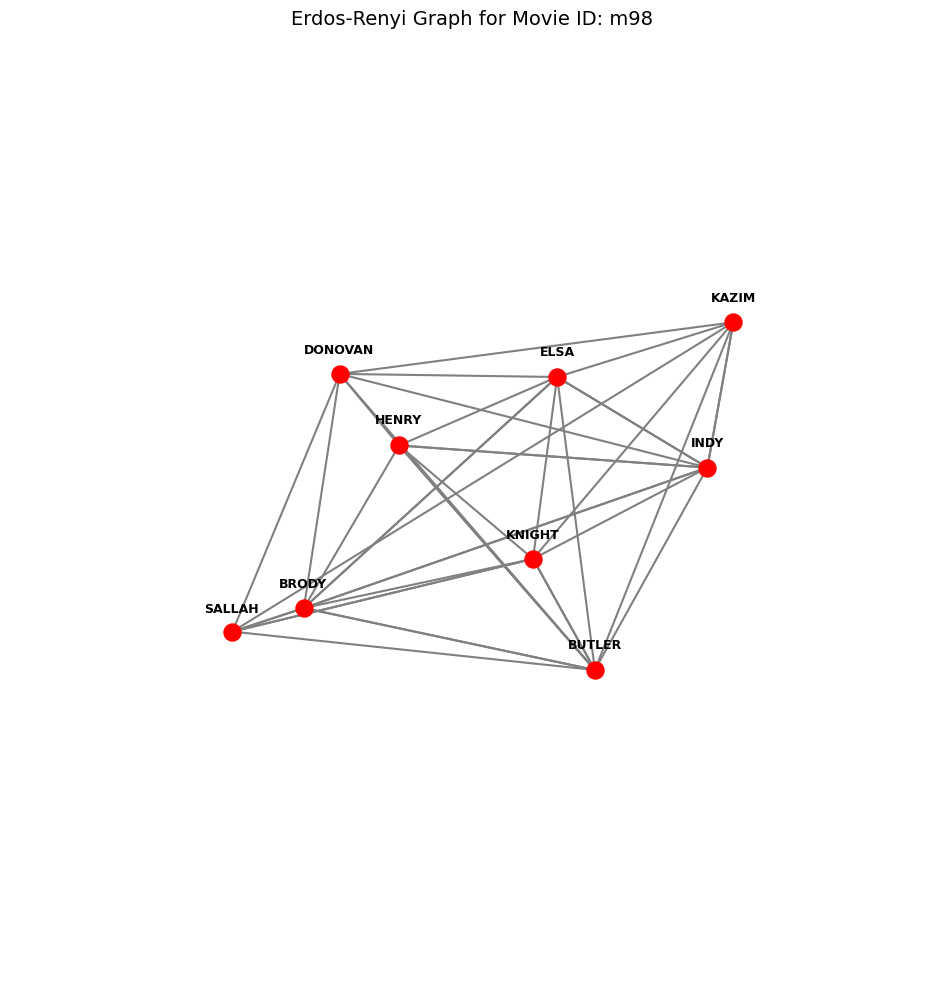 Erdos-Renyi Graph for Movie ID: m98
KAZIM
DONOVAN
ELSA
HENRY
INDY
KNIGHT
BRODY
SALLAH
BUTLER